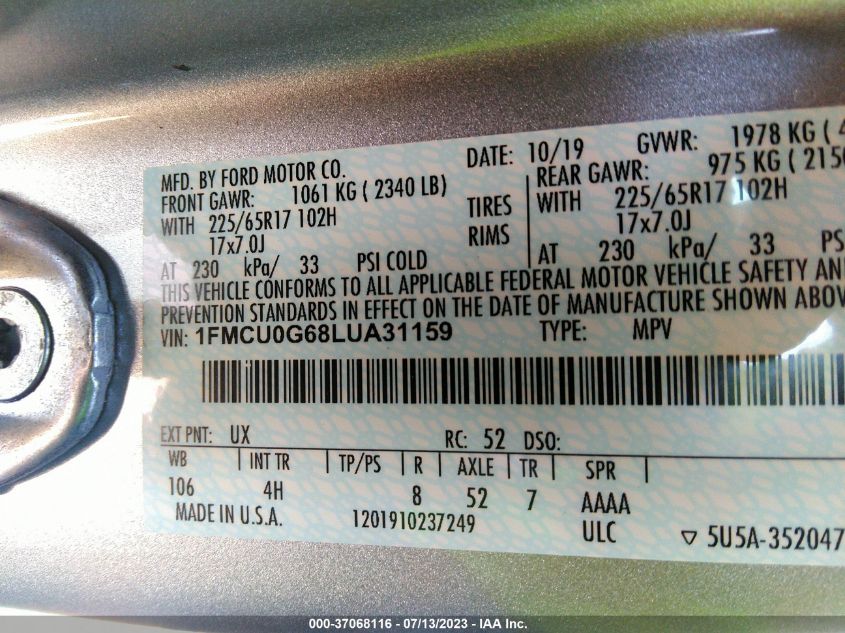 MFD. BY FORD MOTOR CO. DATE: 10/19 GVWR: 1978 KG (
FRONT GAWR: 1061 KG ( 2340 LB) REAR GAWR: 975 KG (
WITH 225/65R17 102H TIRES WITH 225/65R17 102H
17x7.0J RIMS 17x7.0J
AT 230 kPa/ 33 PSI COLD AT 230 kPa/ 33
THIS VEHICLE CONFORMS TO ALL APPLICABLE FEDERAL MOTOR VEHICLE SAFETY
PREVENTION STANDARDS IN EFFECT ON THE DATE OF MANUFACTURE SHOWN
VIN: 1FMCU0G68LUA31159 TYPE: MPV
EXT PNT: UX RC: 52 DSO:
WB INT TR TP/PS R AXLE TR SPR
106 4H 8 52 7 AAAA
MADE IN U.S.A. 1201910237249 ULC ▽ 5U5A-352047
000-37068116 - 07/13/2023 - IAA Inc.